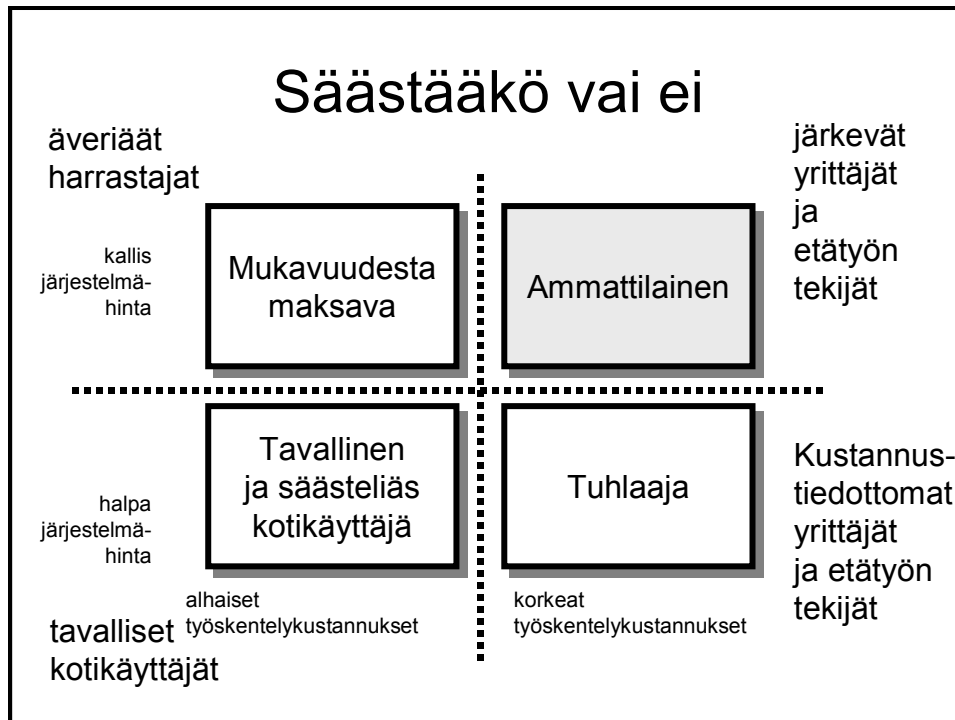 Säästääkö vai ei
äveriäät
harrastajat
järkevät
yrittäjät
ja
etätyön
tekijät
kallis
järjestelmä-
hinta
Mukavuudesta
maksava
Ammattilainen
halpa
järjestelmä-
hinta
Tavallinen
ja säästeliäs
kotikäyttäjä
Tuhlaaja
Kustannus-
tiedottomat
yrittäjät
ja etätyön
tekijät
alhaiset
työskentelykustannukset
korkeat
työskentelykustannukset
tavalliset
kotikäyttäjät